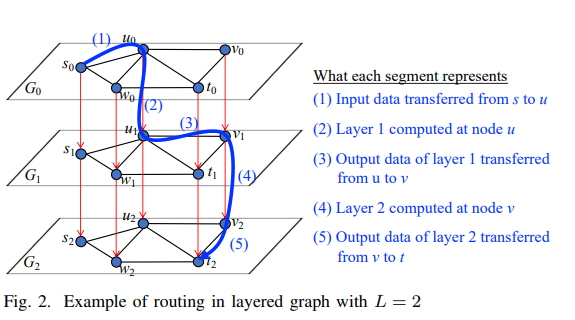 (1) u0
s0 v0
G0 w0 t0
(2)
u1 (3) v1
s1
G1 w1 t1 (4)
u2 v2
s2 (5)
G2 w2 t2
What each segment represents
(1) Input data transferred from s to u
(2) Layer 1 computed at node u
(3) Output data of layer 1 transferred
from u to v
(4) Layer 2 computed at node v
(5) Output data of layer 2 transferred
from v to t
Fig. 2. Example of routing in layered graph with L = 2